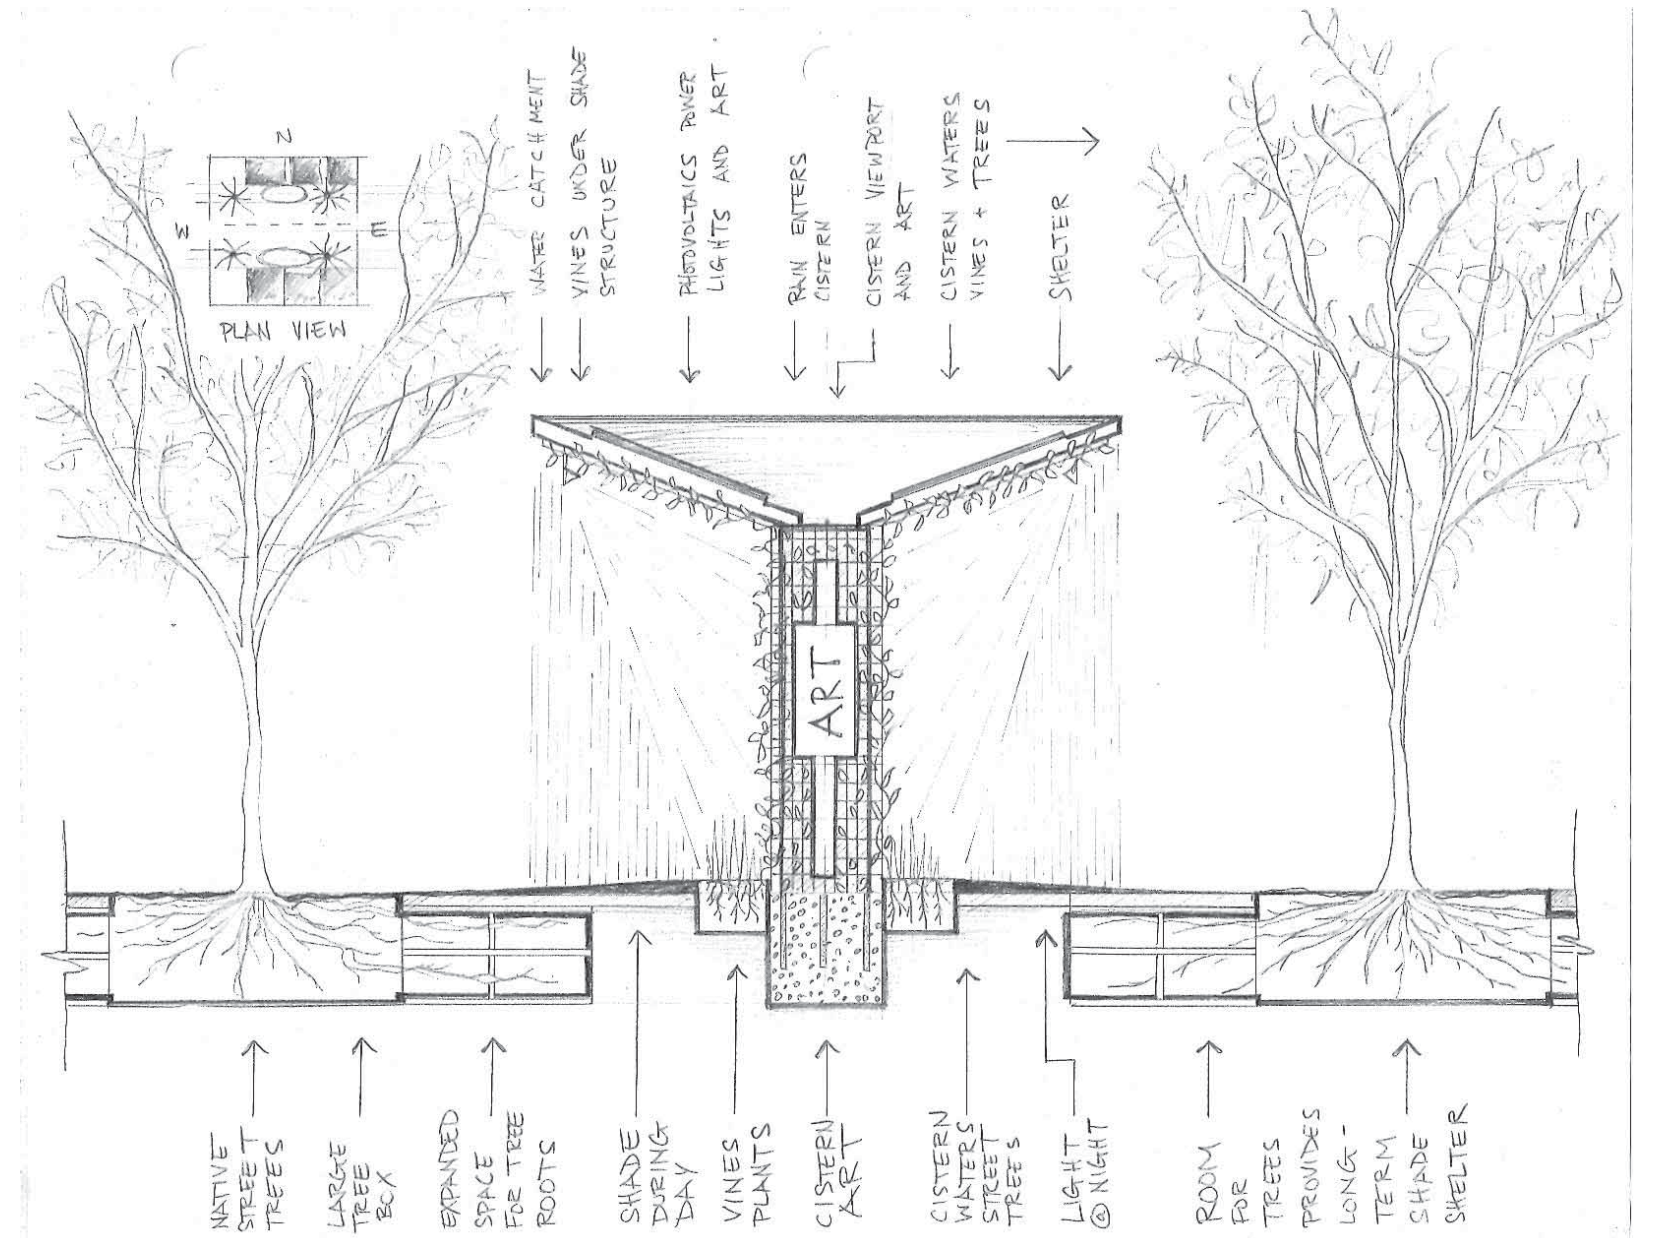 N
W
E
PLAN VIEW
WATER CATCHMENT
VINES UNDER SHADE
STRUCTURE
PHOTOVOLTAICS POWER
LIGHTS AND ART
RAIN ENTERS
CISTERN
CISTERN VIEWPORT
AND ART
CISTERN WATERS
VINES + TREES
SHELTER
ART
NATIVE
STREET
TREES
LARGE
TREE
BOX
EXPANDED
SPACE
FOR TREE
ROOTS
SHADE
DURING
DAY
VINES
PLANTS
CISTERN
ART
CISTERN
WATERS
STREET
TREES
LIGHT
@NIGHT
ROOM
FOR
TREES
PROVIDES
LONG-
TERM
SHADE
SHELTER